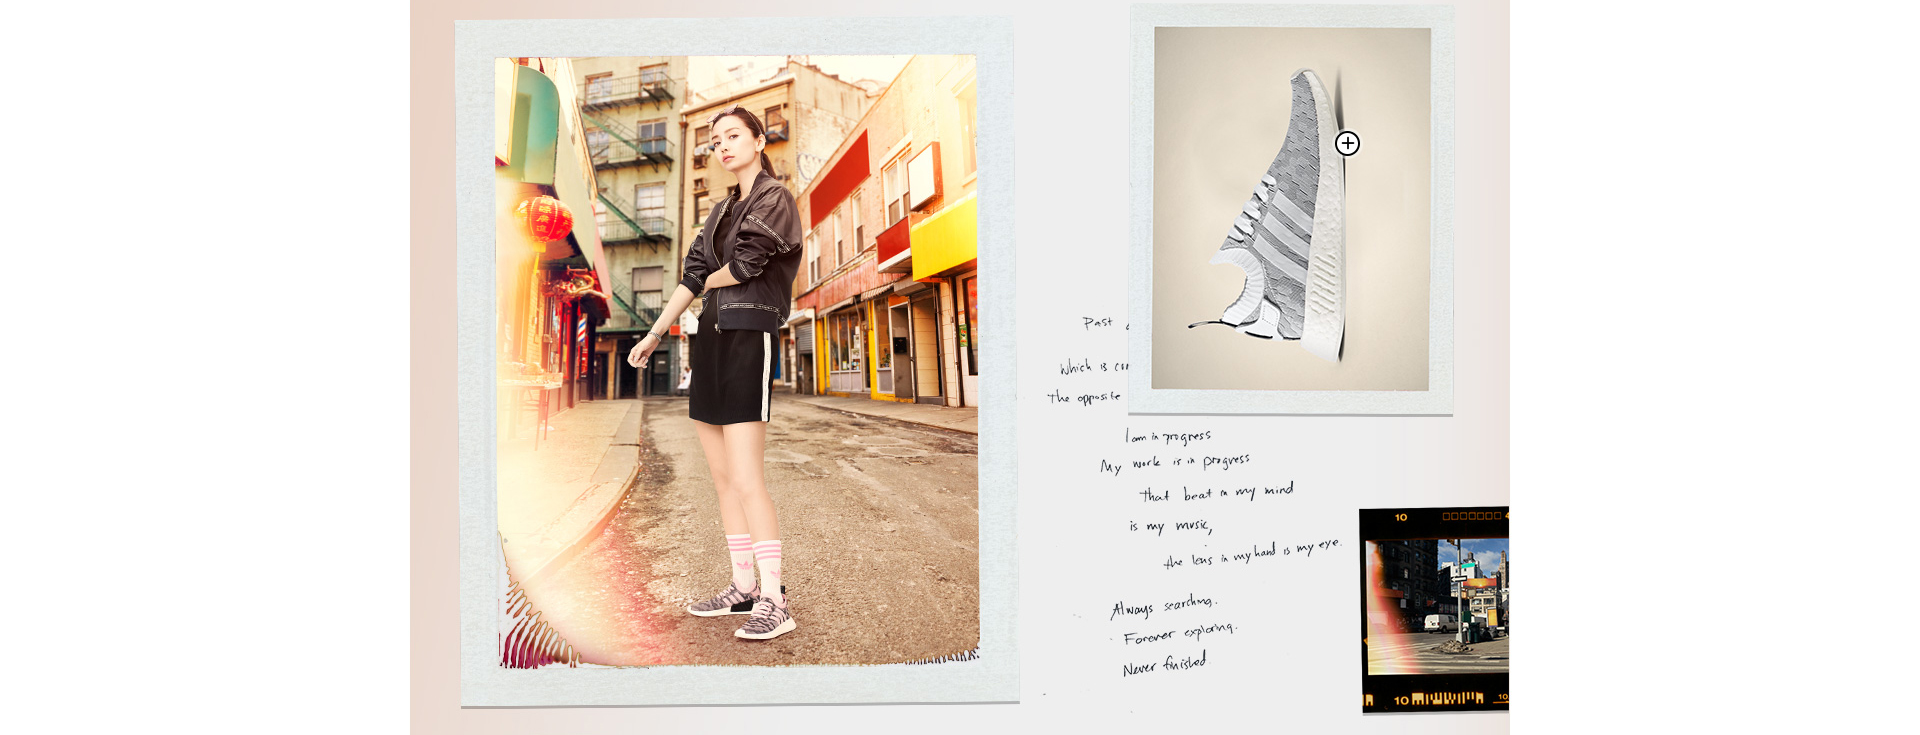 Past
Which is
The opposite
I am in progress
My work is in progress
that beat in my mind
is my music,
the lens in my hand is my eye.
Always searching.
Forever exploring.
Never finished.
10
10
10